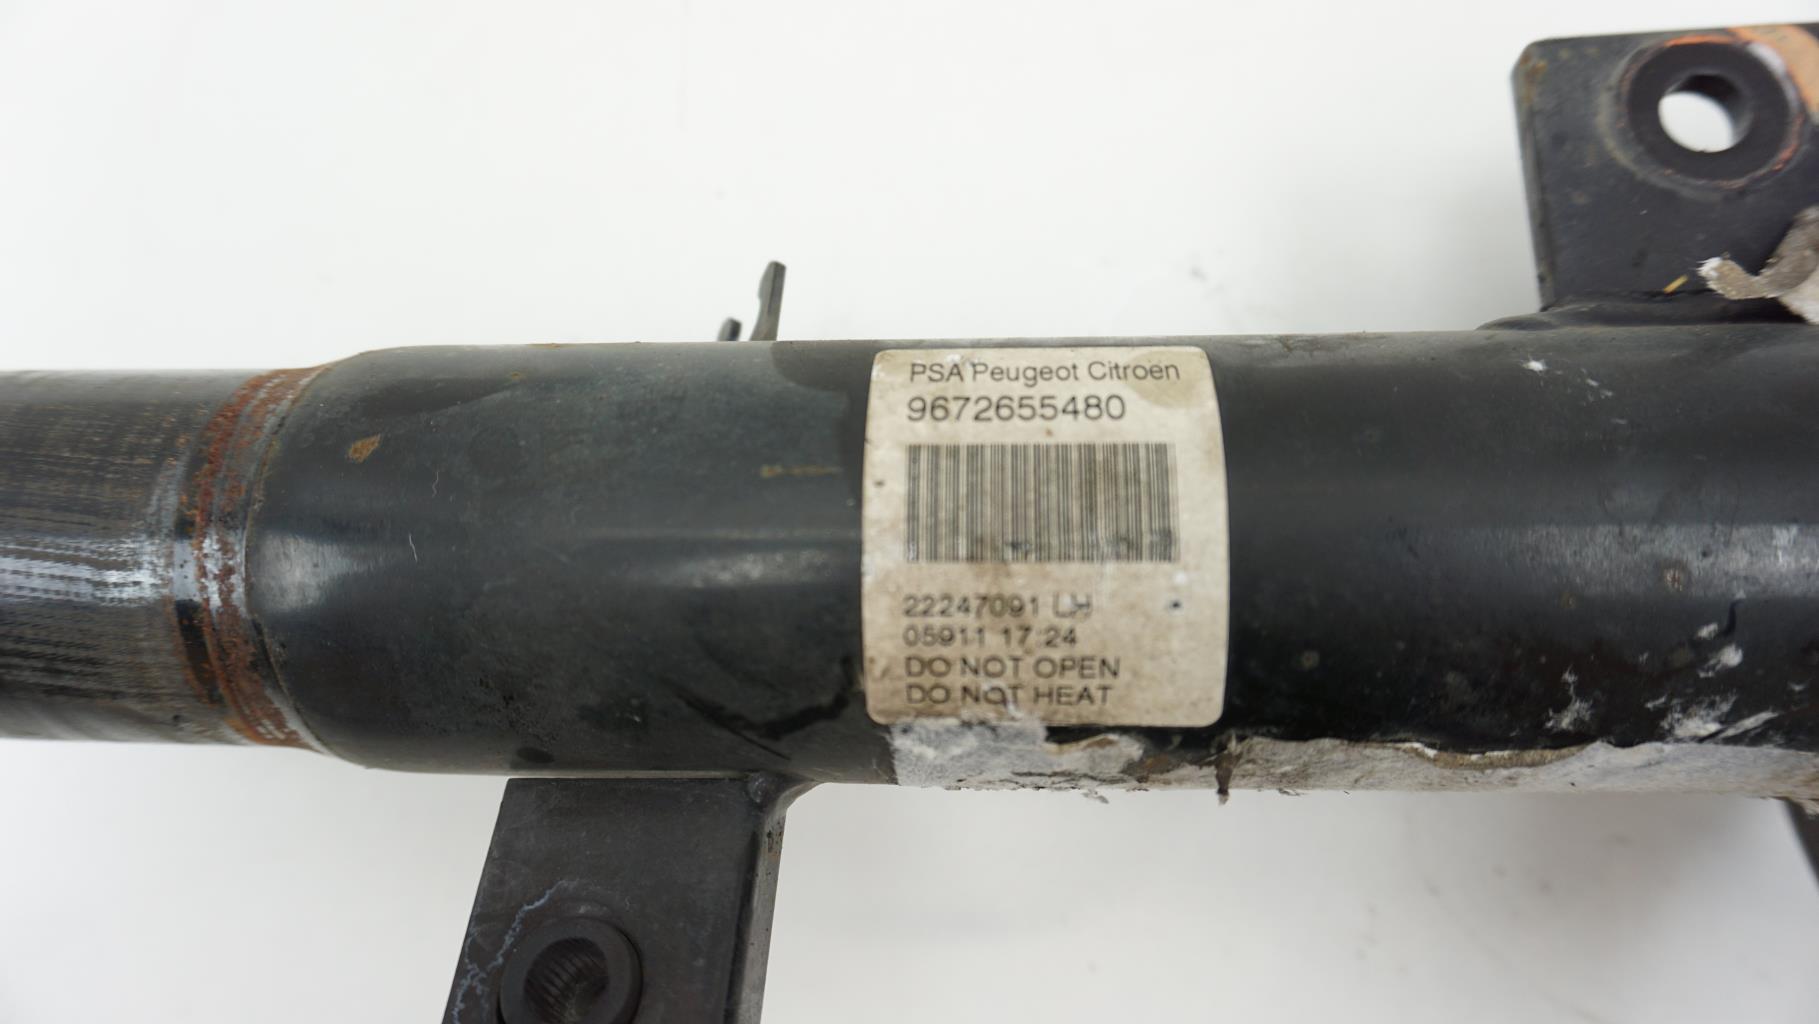 PSA Peugeot Citroen
9672655480
22247091 LH
05911 17:24
DO NOT OPEN
DO NOT HEAT